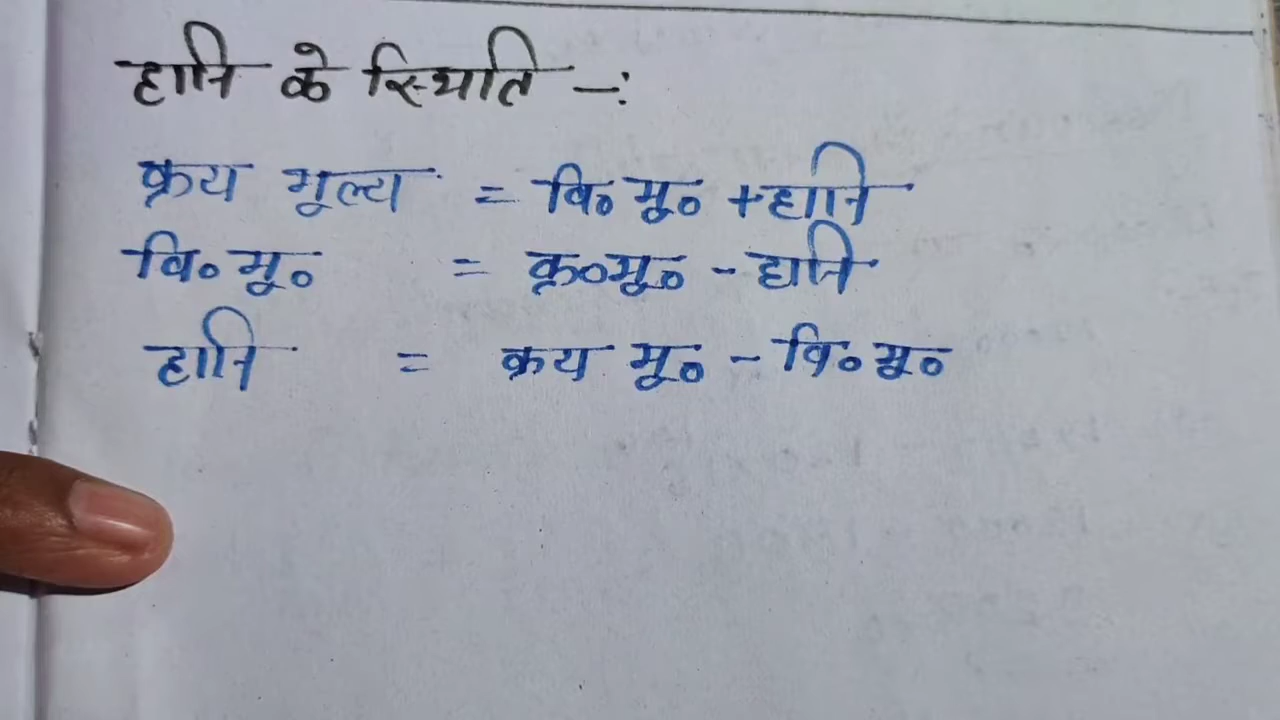 हानि के स्थिति -:
क्रय मूल्य = वि० मू० + हानि
वि० मू० = क्र० मू० - हानि
हानि = क्रय मू० - वि० मू०